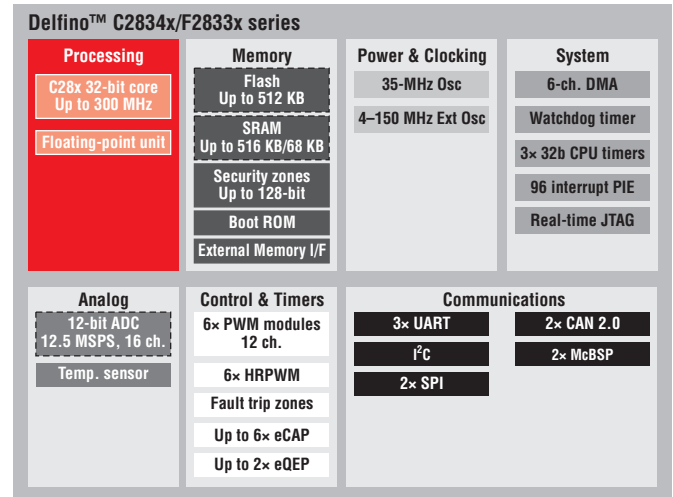 Delfino™ C2834x/F2833x series
Processing
C28x 32-bit core
Up to 300 MHz
Floating-point unit
Memory
Flash
Up to 512 KB
SRAM
Up to 516 KB/68 KB
Security zones
Up to 128-bit
Boot ROM
External Memory I/F
Power & Clocking
35-MHz Osc
4–150 MHz Ext Osc
System
6-ch. DMA
Watchdog timer
3× 32b CPU timers
96 interrupt PIE
Real-time JTAG
Analog
12-bit ADC
12.5 MSPS, 16 ch.
Temp. sensor
Control & Timers
6× PWM modules
12 ch.
6× HRPWM
Fault trip zones
Up to 6× eCAP
Up to 2× eQEP
Communications
3× UART
I²C
2× SPI
2× CAN 2.0
2× McBSP